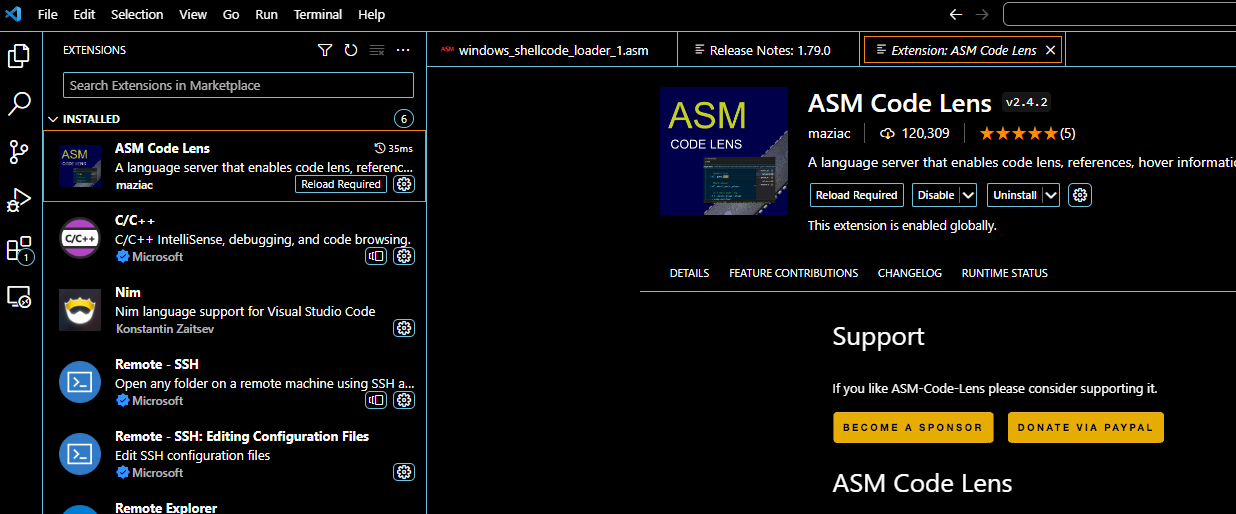 File Edit Selection View Go Run Terminal Help
EXTENSIONS
Search Extensions in Marketplace
INSTALLED 6
ASM CODE LENS
ASM Code Lens 35ms
A language server that enables code lens, referenc...
maziac Reload Required
C/C++
C/C++
C/C++ IntelliSense, debugging, and code browsing.
Microsoft
1
Nim
Nim language support for Visual Studio Code
Konstantin Zaitsev
Remote - SSH
Open any folder on a remote machine using SSH a...
Microsoft
Remote - SSH: Editing Configuration Files
Edit SSH configuration files
Microsoft
Remote Explorer
ASM windows_shellcode_loader_1.asm
Release Notes: 1.79.0
Extension: ASM Code Lens
ASM
CODE LENS
ASM Code Lens v2.4.2
maziac 120,309 (5)
A language server that enables code lens, references, hover informatio
Reload Required Disable Uninstall
This extension is enabled globally.
DETAILS FEATURE CONTRIBUTIONS CHANGELOG RUNTIME STATUS
Support
If you like ASM-Code-Lens please consider supporting it.
BECOME A SPONSOR DONATE VIA PAYPAL
ASM Code Lens